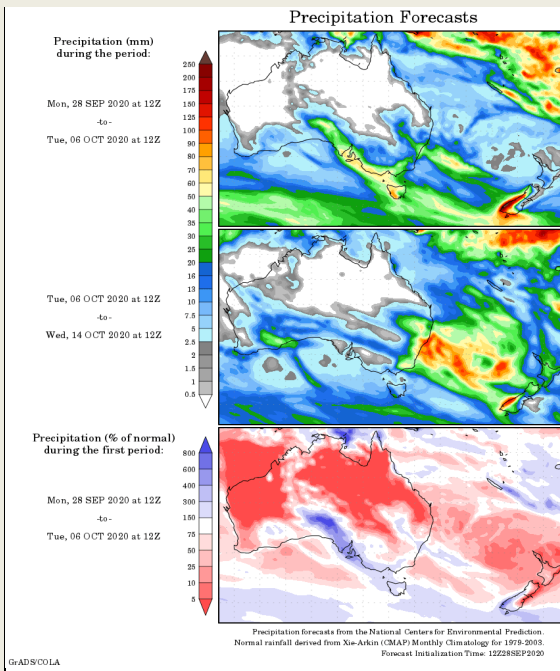 Precipitation Forecasts
Precipitation (mm)
during the period:
Mon, 28 SEP 2020 at 12Z
-to-
Tue, 06 OCT 2020 at 12Z
250
200
175
150
125
100
90
80
70
60
50
40
35
30
25
20
16
13
10
7.5
5
2.5
2
1.5
1
0.5
Tue, 06 OCT 2020 at 12Z
-to-
Wed, 14 OCT 2020 at 12Z
Precipitation (% of normal)
during the first period:
Mon, 28 SEP 2020 at 12Z
-to-
Tue, 06 OCT 2020 at 12Z
800
600
400
300
150
75
50
25
10
5
Precipitation forecasts from the National Centers for Environmental Prediction.
Normal rainfall derived from Xie-Arkin (CMAP) Monthly Climatology for 1979-2003.
Forecast Initialization Time: 12Z28SEP2020
GrADS/COLA